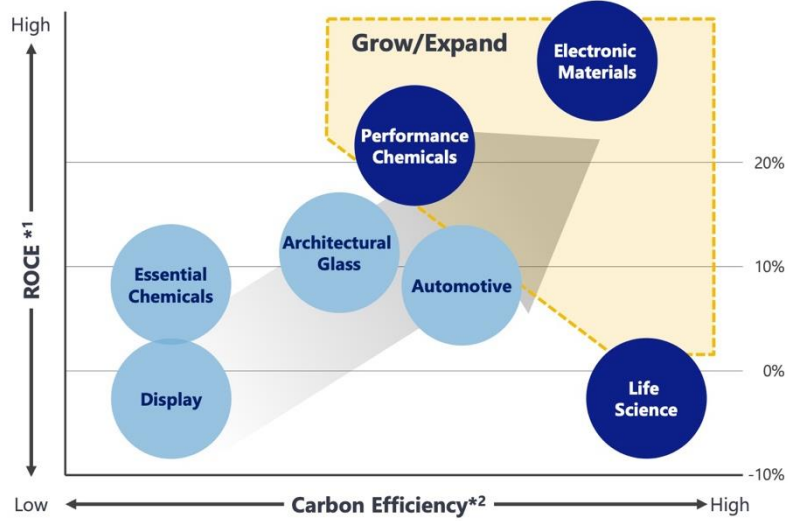 High
Grow/Expand
Electronic
Materials
Performance
Chemicals
20%
ROCE *1
Architectural
Glass
Essential
Chemicals
Automotive
10%
0%
Display
Life
Science
-10%
Low
Carbon Efficiency*2
High